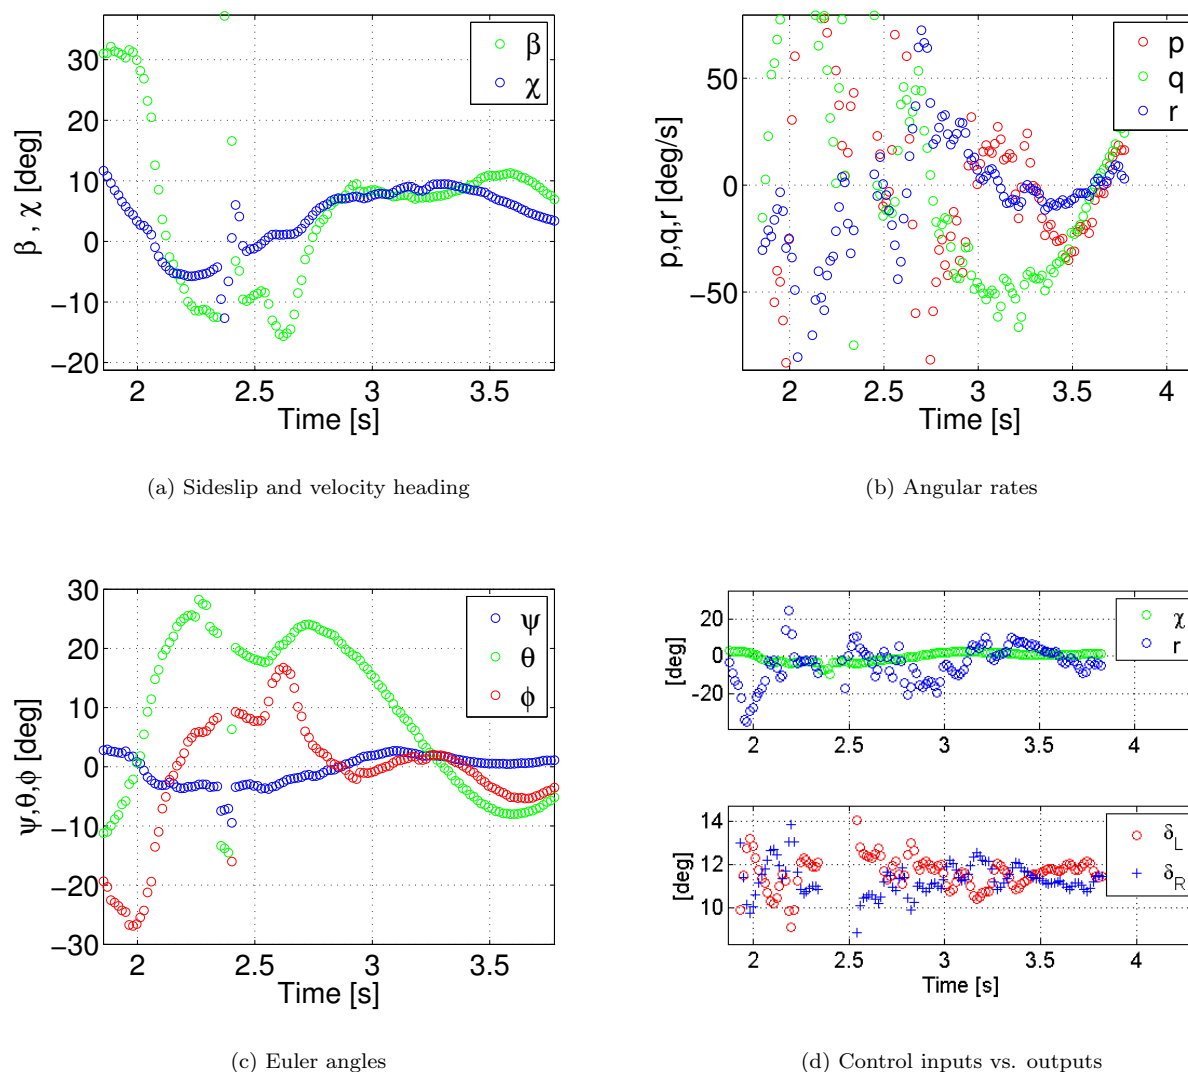 30
20
10
0
−10
−20
β , χ [deg]
β
χ
2
2.5
3
3.5
Time [s]
(a) Sideslip and velocity heading
50
0
−50
p,q,r [deg/s]
p
q
r
2
2.5
3
3.5
4
Time [s]
(b) Angular rates
30
20
10
0
−10
−20
−30
ψ,θ,ϕ [deg]
ψ
θ
ϕ
2
2.5
3
3.5
Time [s]
(c) Euler angles
20
0
-20
[deg]
χ
r
2
2.5
3
3.5
4
14
12
10
[deg]
δL
δR
2
2.5
3
3.5
4
Time [s]
(d) Control inputs vs. outputs